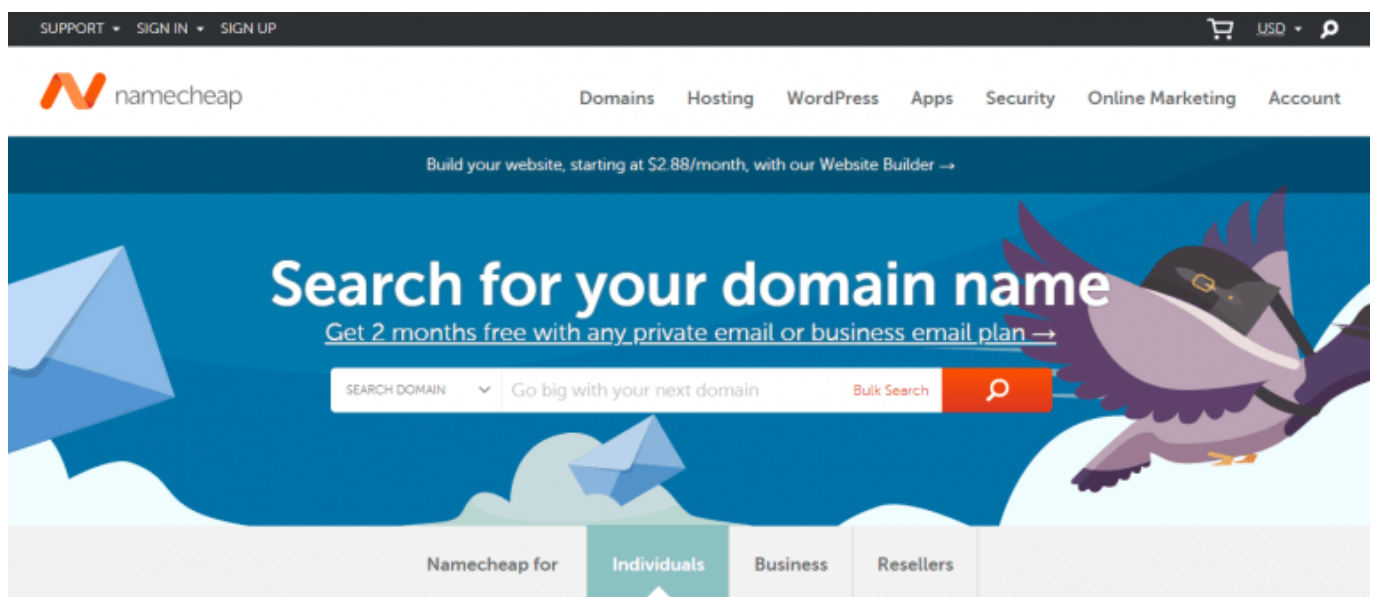 SUPPORT SIGN IN SIGN UP USD
namecheap
Domains Hosting WordPress Apps Security Online Marketing Account
Build your website, starting at $2.88/month, with our Website Builder →
Search for your domain name
Get 2 months free with any private email or business email plan →
SEARCH DOMAIN Go big with your next domain Bulk Search
Namecheap for Individuals Business Resellers